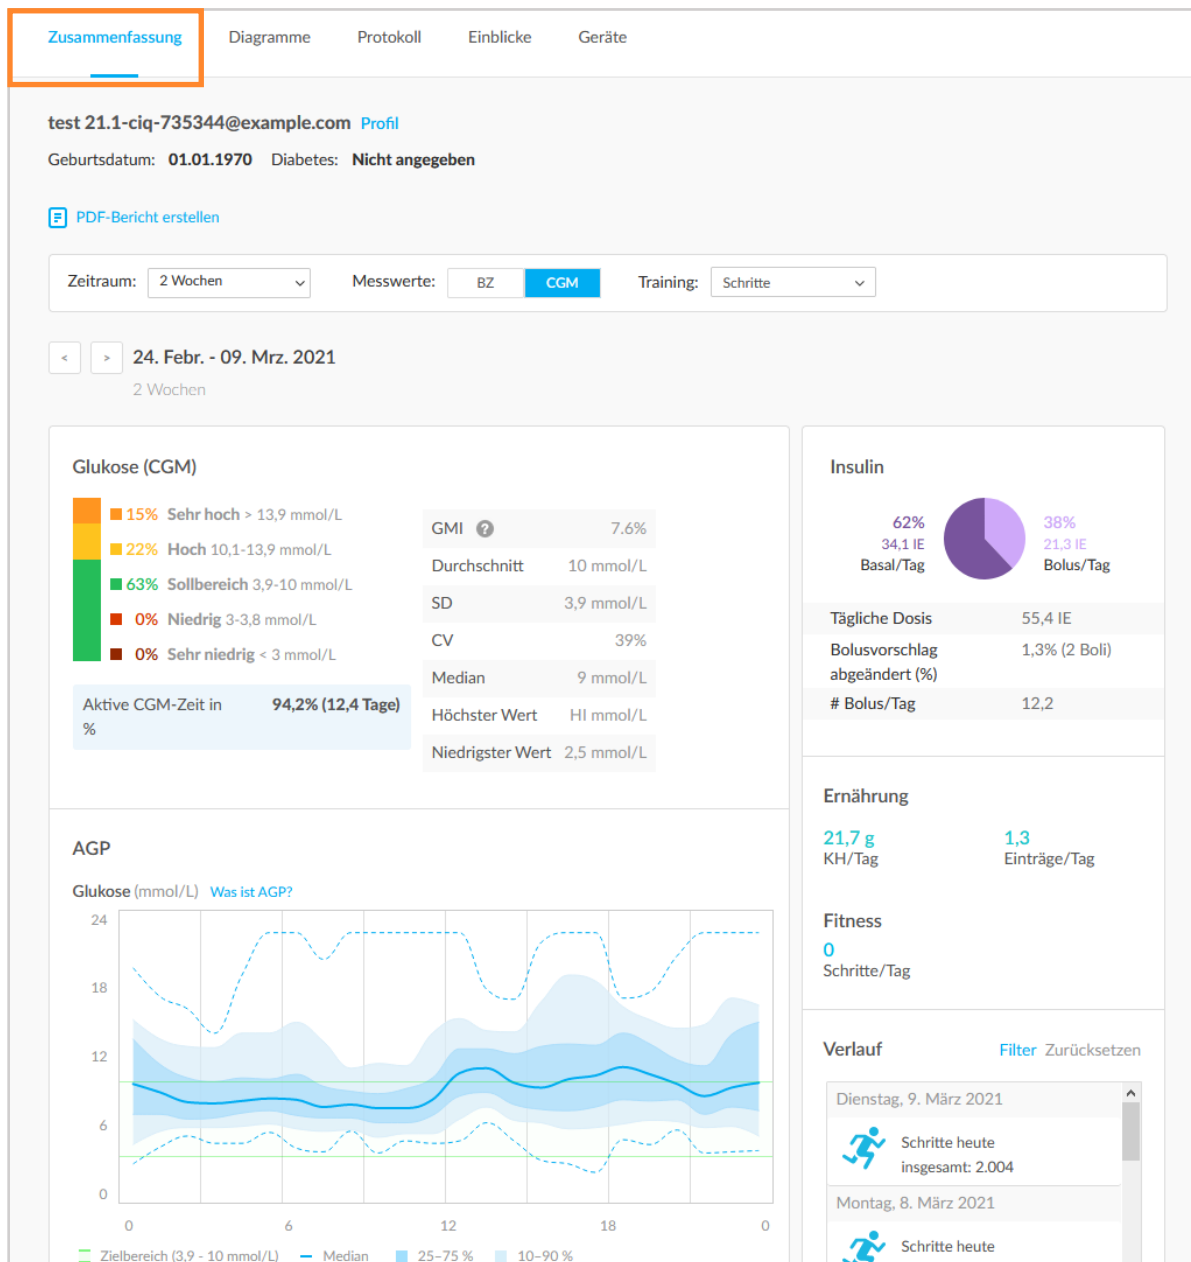 Zusammenfassung Diagramme Protokoll Einblicke Geräte
test 21.1-ciq-735344@example.com Profil
Geburtsdatum: 01.01.1970 Diabetes: Nicht angegeben
PDF-Bericht erstellen
Zeitraum: 2 Wochen Messwerte: BZ CGM Training: Schritte
< > 24. Febr. - 09. Mrz. 2021
2 Wochen
Glukose (CGM)
15% Sehr hoch > 13,9 mmol/L
22% Hoch 10,1-13,9 mmol/L
63% Sollbereich 3,9-10 mmol/L
0% Niedrig 3-3,8 mmol/L
0% Sehr niedrig < 3 mmol/L
Aktive CGM-Zeit in 94,2% (12,4 Tage)
%
GMI ? 7.6%
Durchschnitt 10 mmol/L
SD 3,9 mmol/L
CV 39%
Median 9 mmol/L
Höchster Wert HI mmol/L
Niedrigster Wert 2,5 mmol/L
AGP
Glukose (mmol/L) Was ist AGP?
24
18
12
6
0
0 6 12 18 0
Zielbereich (3,9 - 10 mmol/L) Median 25–75 % 10–90 %
Insulin
62% 38%
34,1 IE 21,3 IE
Basal/Tag Bolus/Tag
Tägliche Dosis 55,4 IE
Bolusvorschlag 1,3% (2 Boli)
abgeändert (%)
# Bolus/Tag 12,2
Ernährung
21,7 g 1,3
KH/Tag Einträge/Tag
Fitness
0
Schritte/Tag
Verlauf Filter Zurücksetzen
Dienstag, 9. März 2021
Schritte heute
insgesamt: 2.004
Montag, 8. März 2021
Schritte heute